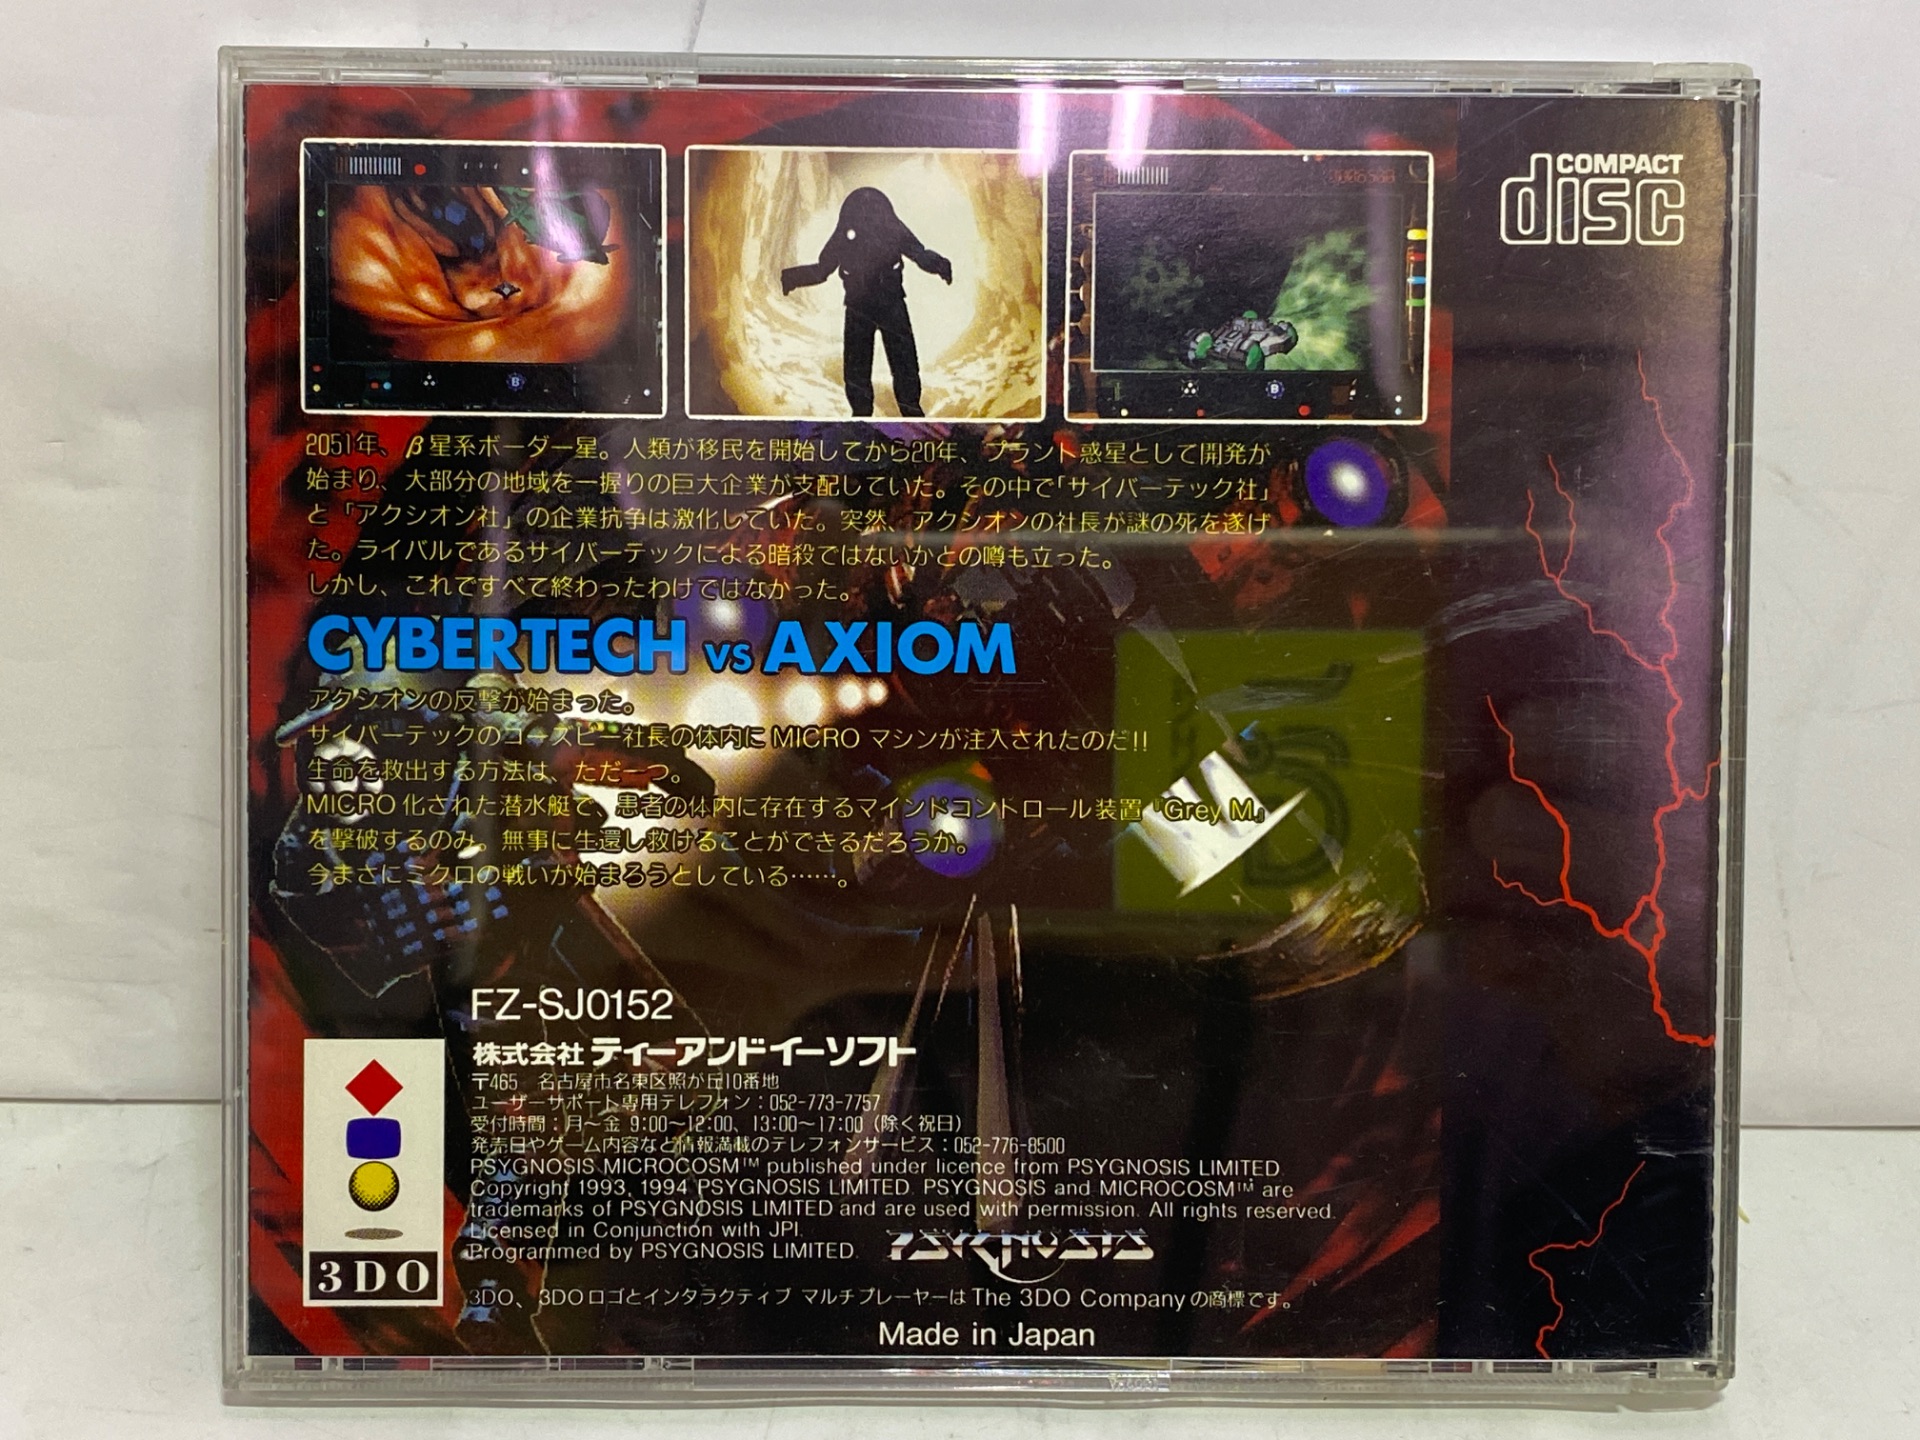 COMPACT
disc
2051年、β星系ボーダー星。人類が移民を開始してから20年、プラント惑星として開発が
始まり、大部分の地域を一握りの巨大企業が支配していた。その中で「サイバーテック社」
と「アクシオン社」の企業抗争は激化していた。突然、アクシオンの社長が謎の死を遂げ
た。ライバルであるサイバーテックによる暗殺ではないかとの噂も立った。
しかし、これですべて終わったわけではなかった。
CYBERTECH VS AXIOM
アクシオンの反撃が始まった。
サイバーテックのコーズビー社長の体内にMICROマシンが注入されたのだ!!
生命を救出する方法は、ただ一つ。
MICRO化された潜水艇で、患者の体内に存在するマインドコントロール装置『Grey M』
を撃破するのみ。無事に生還し救けることができるだろうか。
今まさにミクロの戦いが始まろうとしている……。
FZ-SJ0152
株式会社ティーアンドイーソフト
〒465 名古屋市名東区照が丘10番地
ユーザーサポート専用テレフォン：052-773-7757
受付時間：月〜金 9:00〜12:00、13:00〜17:00（除く祝日）
発売日やゲーム内容など情報満載のテレフォンサービス：052-776-8500
PSYGNOSIS MICROCOSM™ published under licence from PSYGNOSIS LIMITED.
Copyright 1993, 1994 PSYGNOSIS LIMITED. PSYGNOSIS and MICROCOSM™ are
trademarks of PSYGNOSIS LIMITED and are used with permission. All rights reserved.
Licensed in Conjunction with JPI.
Programmed by PSYGNOSIS LIMITED.
PSYGNOSIS
3DO
3DO、3DOロゴとインタラクティブ マルチプレーヤーはThe 3DO Companyの商標です。
Made in Japan